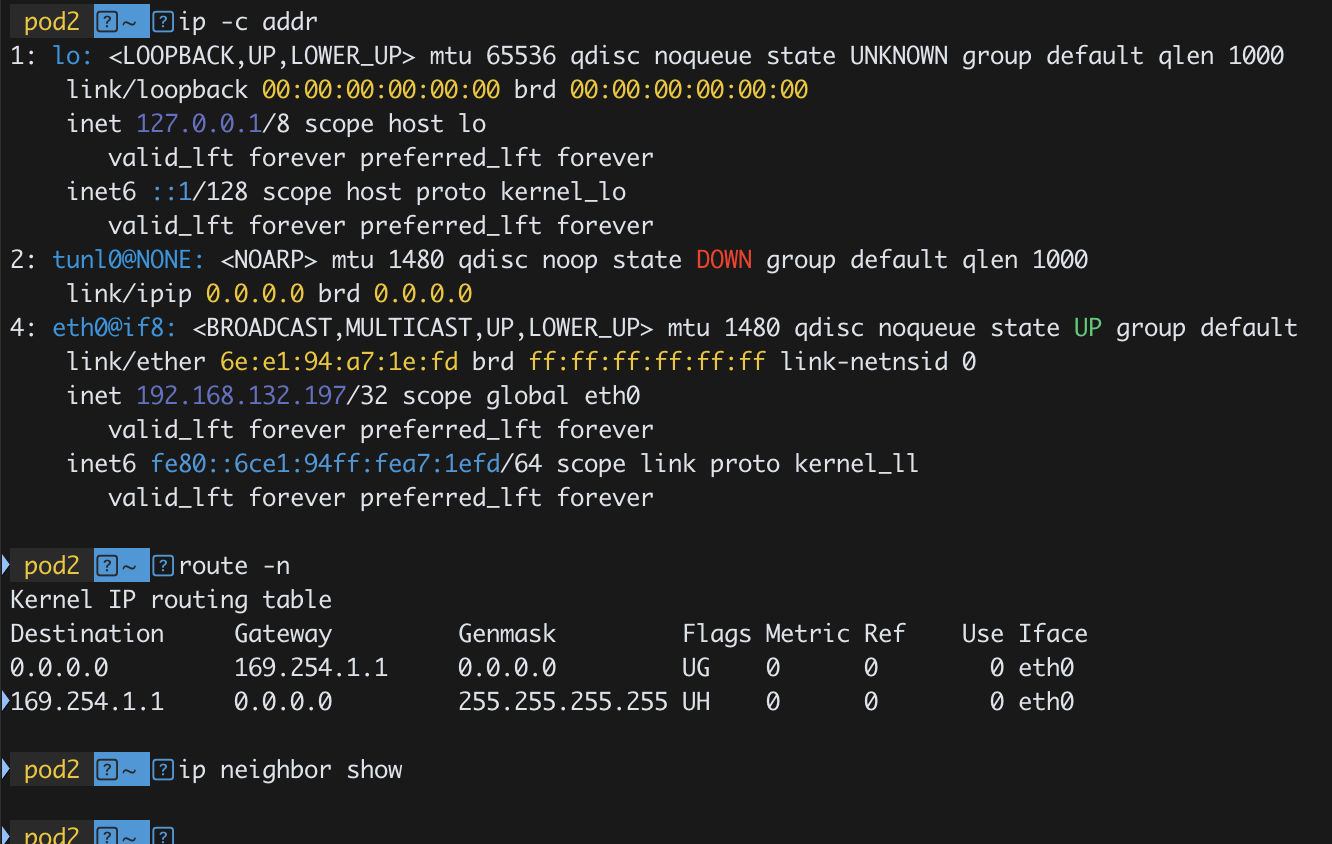 pod2 ~ ip -c addr
1: lo: <LOOPBACK,UP,LOWER_UP> mtu 65536 qdisc noqueue state UNKNOWN group default qlen 1000
    link/loopback 00:00:00:00:00:00 brd 00:00:00:00:00:00
    inet 127.0.0.1/8 scope host lo
       valid_lft forever preferred_lft forever
    inet6 ::1/128 scope host proto kernel_lo
       valid_lft forever preferred_lft forever
2: tunl0@NONE: <NOARP> mtu 1480 qdisc noop state DOWN group default qlen 1000
    link/ipip 0.0.0.0 brd 0.0.0.0
4: eth0@if8: <BROADCAST,MULTICAST,UP,LOWER_UP> mtu 1480 qdisc noqueue state UP group default
    link/ether 6e:e1:94:a7:1e:fd brd ff:ff:ff:ff:ff:ff link-netnsid 0
    inet 192.168.132.197/32 scope global eth0
       valid_lft forever preferred_lft forever
    inet6 fe80::6ce1:94ff:fea7:1efd/64 scope link proto kernel_ll
       valid_lft forever preferred_lft forever
pod2 ~ route -n
Kernel IP routing table
Destination     Gateway         Genmask         Flags Metric Ref    Use Iface
0.0.0.0         169.254.1.1     0.0.0.0         UG    0      0        0 eth0
169.254.1.1     0.0.0.0         255.255.255.255 UH    0      0        0 eth0
pod2 ~ ip neighbor show
pod2 ~